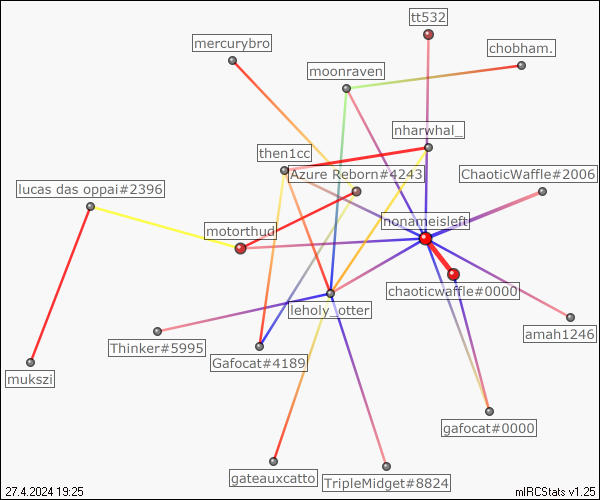 tt532
mercurybro
chobham.
moonraven
nharwhal_
then1cc
Azure Reborn#4243
ChaoticWaffle#2006
lucas das oppai#2396
nonameisleft
motorthud
chaoticwaffle#0000
leholy_otter
amah1246
Thinker#5995
Gafocat#4189
mukszi
gafocat#0000
gateauxcatto
TripleMidget#8824
27.4.2024 19:25
mIRCStats v1.25